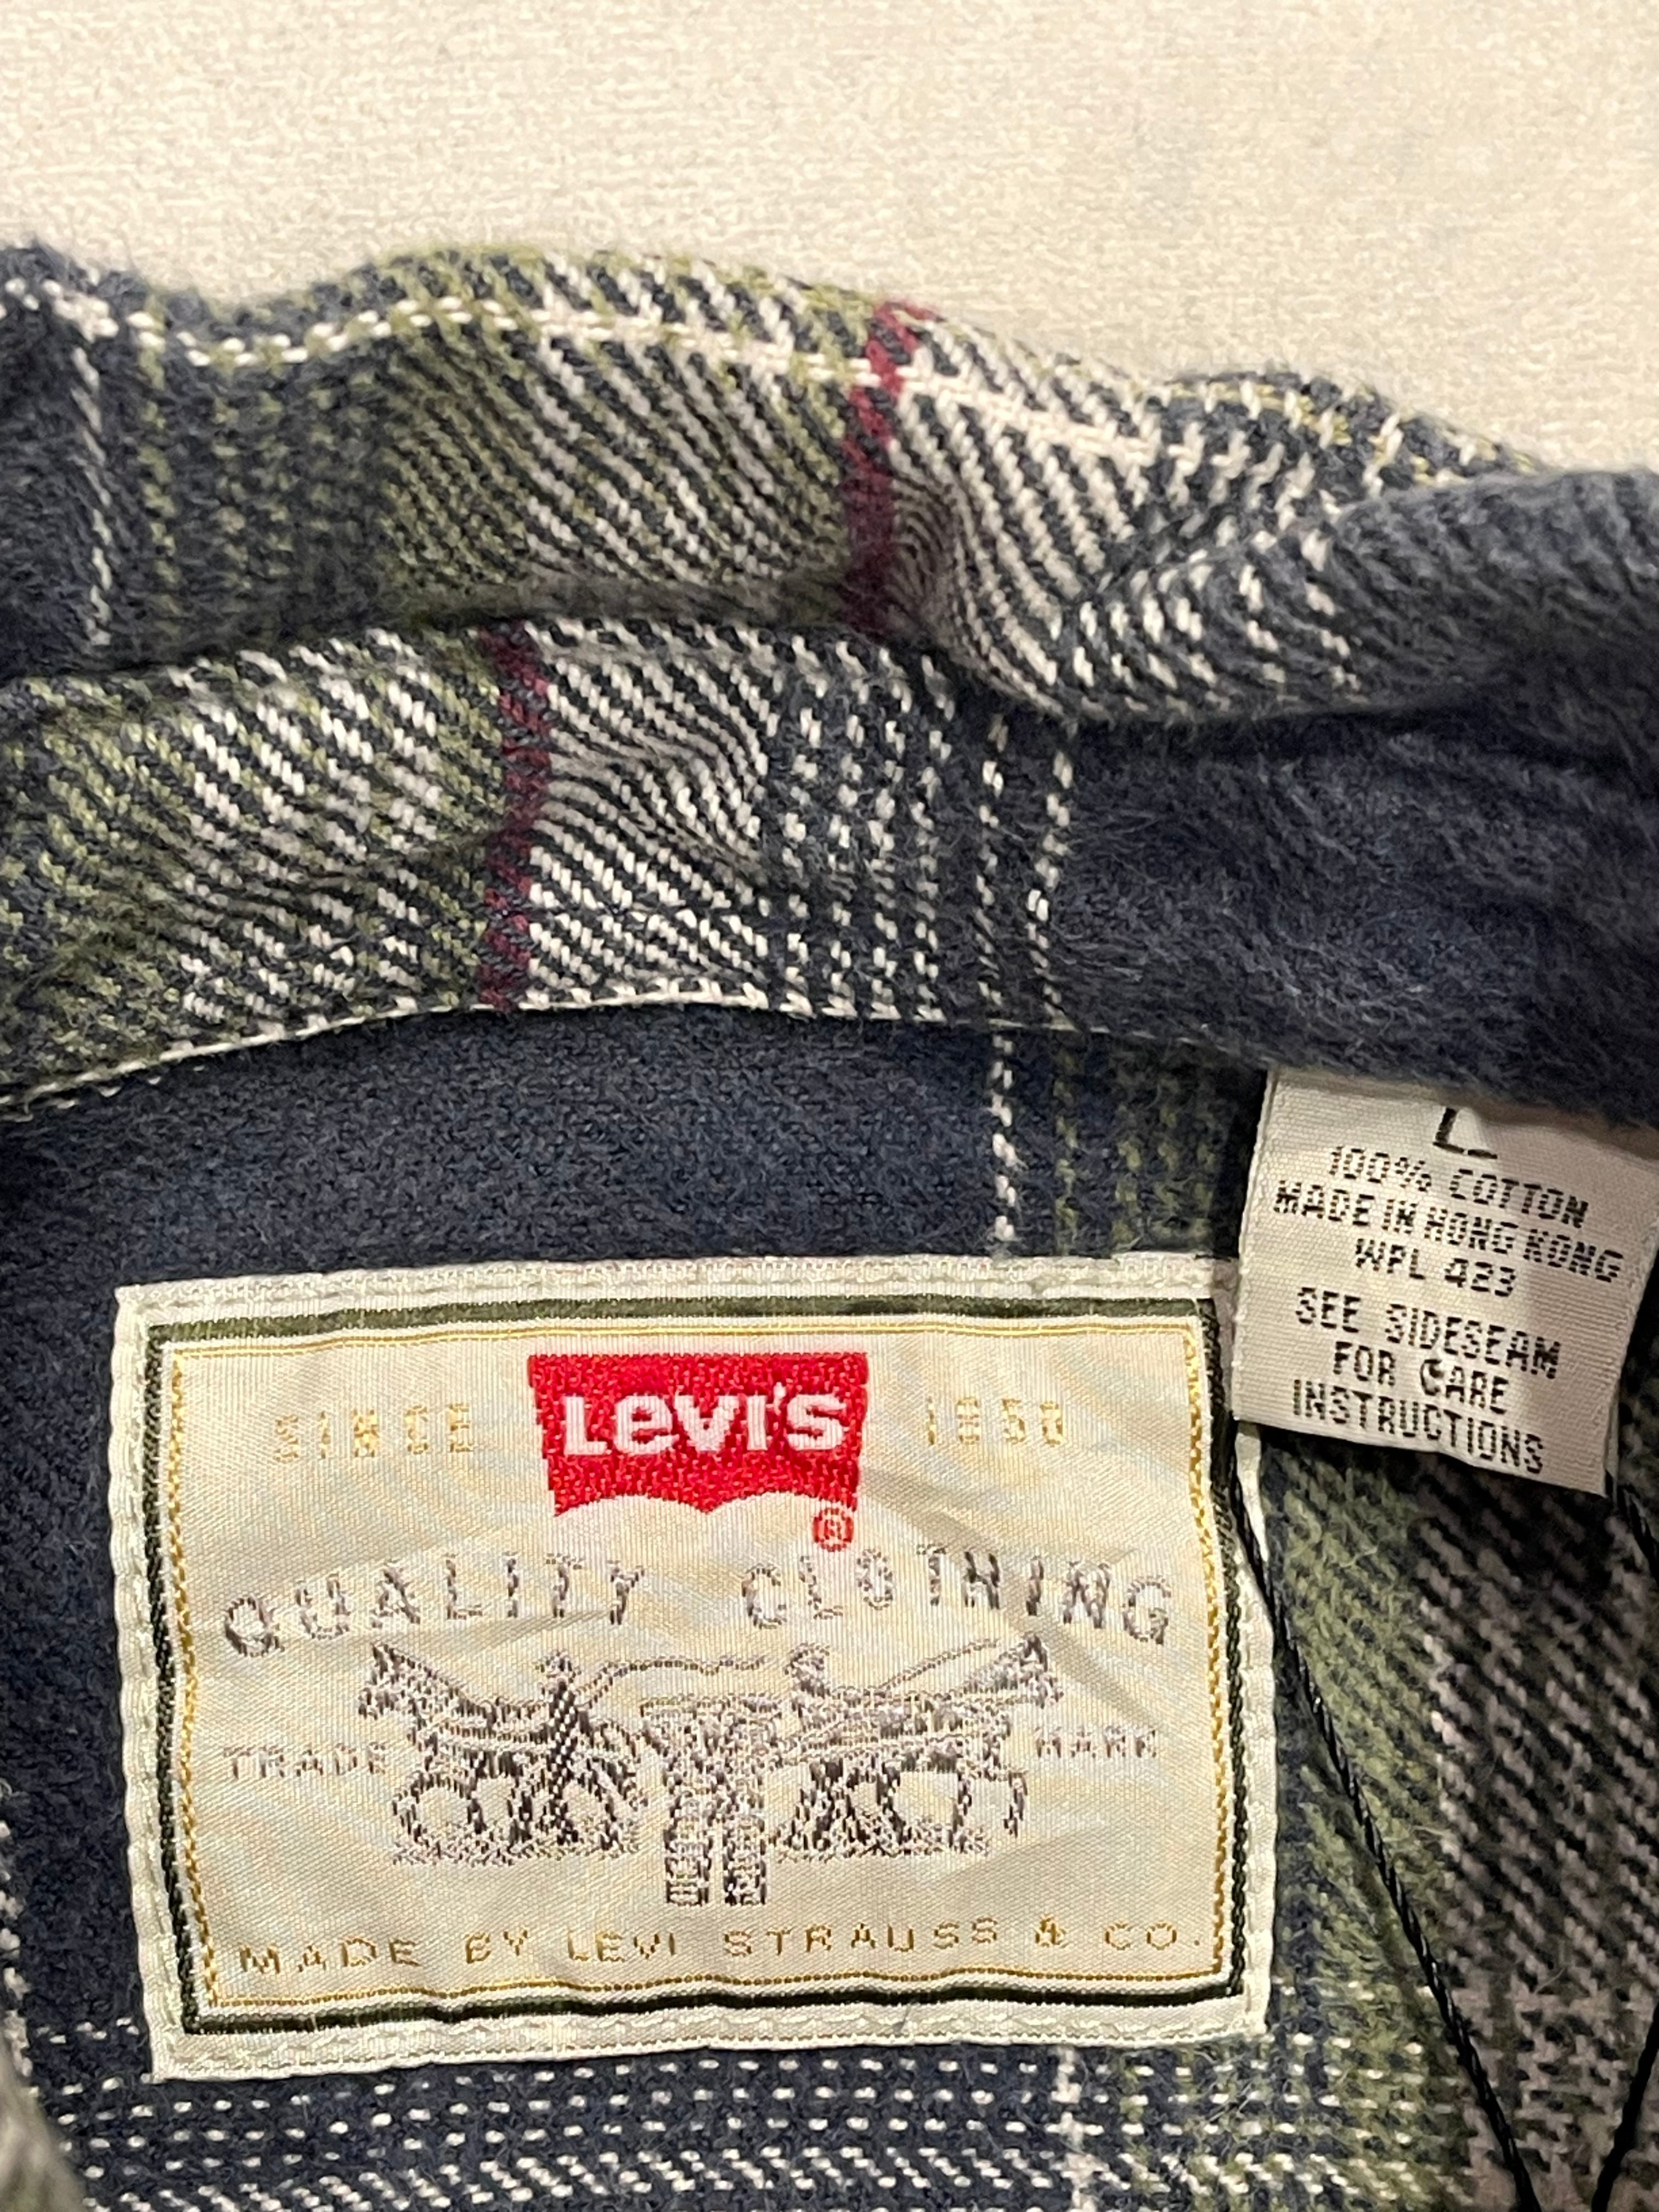 L
100% COTTON
MADE IN HONG KONG
WPL 423
SEE SIDESEAM
FOR CARE
INSTRUCTIONS
SINCE Levi's 1850
®
QUALITY CLOTHING
TRADE MARK
MADE BY LEVI STRAUSS & CO.